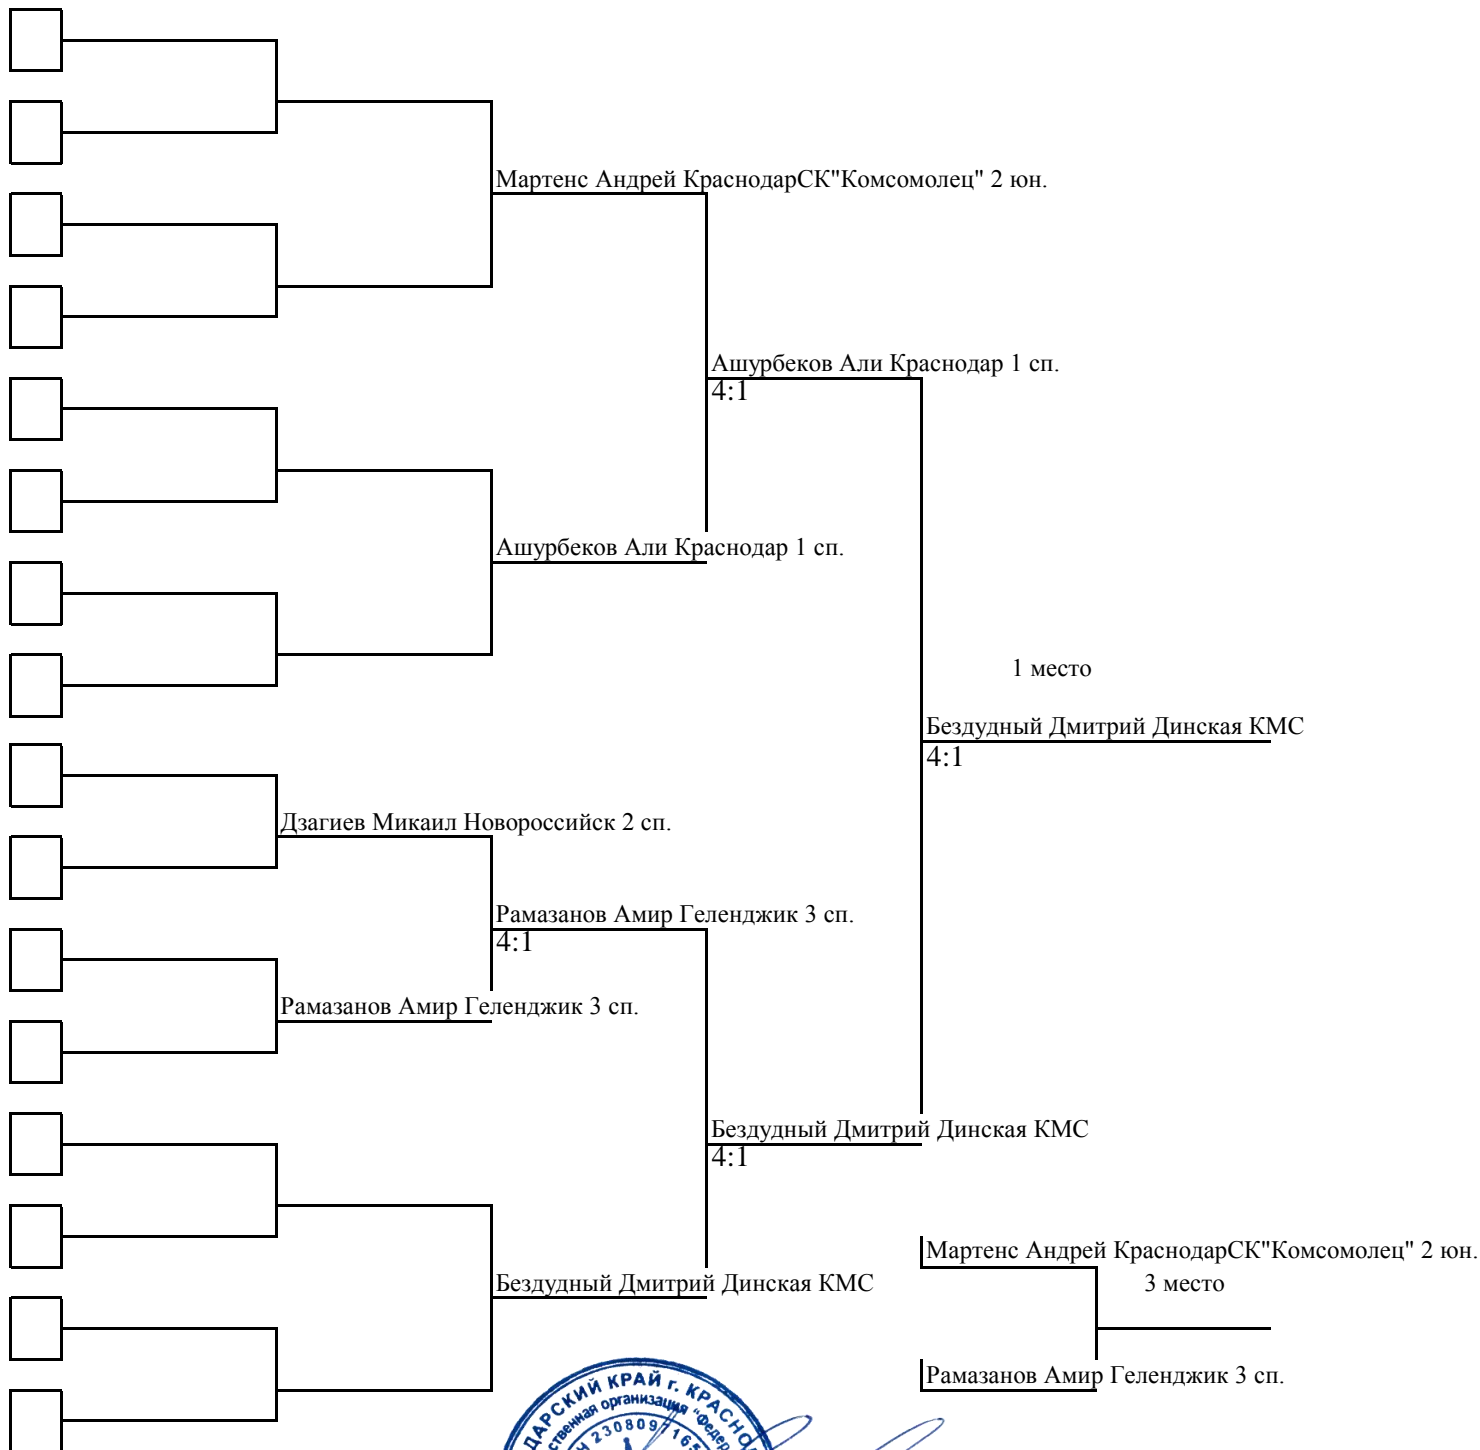 Мартенс Андрей КраснодарСК"Комсомолец" 2 юн.
Ашурбеков Али Краснодар 1 сп.
4:1
Ашурбеков Али Краснодар 1 сп.
1 место
Бездудный Дмитрий Динская КМС
4:1
Дзагиев Микаил Новороссийск 2 сп.
Рамазанов Амир Геленджик 3 сп.
4:1
Рамазанов Амир Геленджик 3 сп.
Бездудный Дмитрий Динская КМС
4:1
Мартенс Андрей КраснодарСК"Комсомолец" 2 юн.
Бездудный Дмитрий Динская КМС
3 место
Рамазанов Амир Геленджик 3 сп.
КРАЙ г.
организация